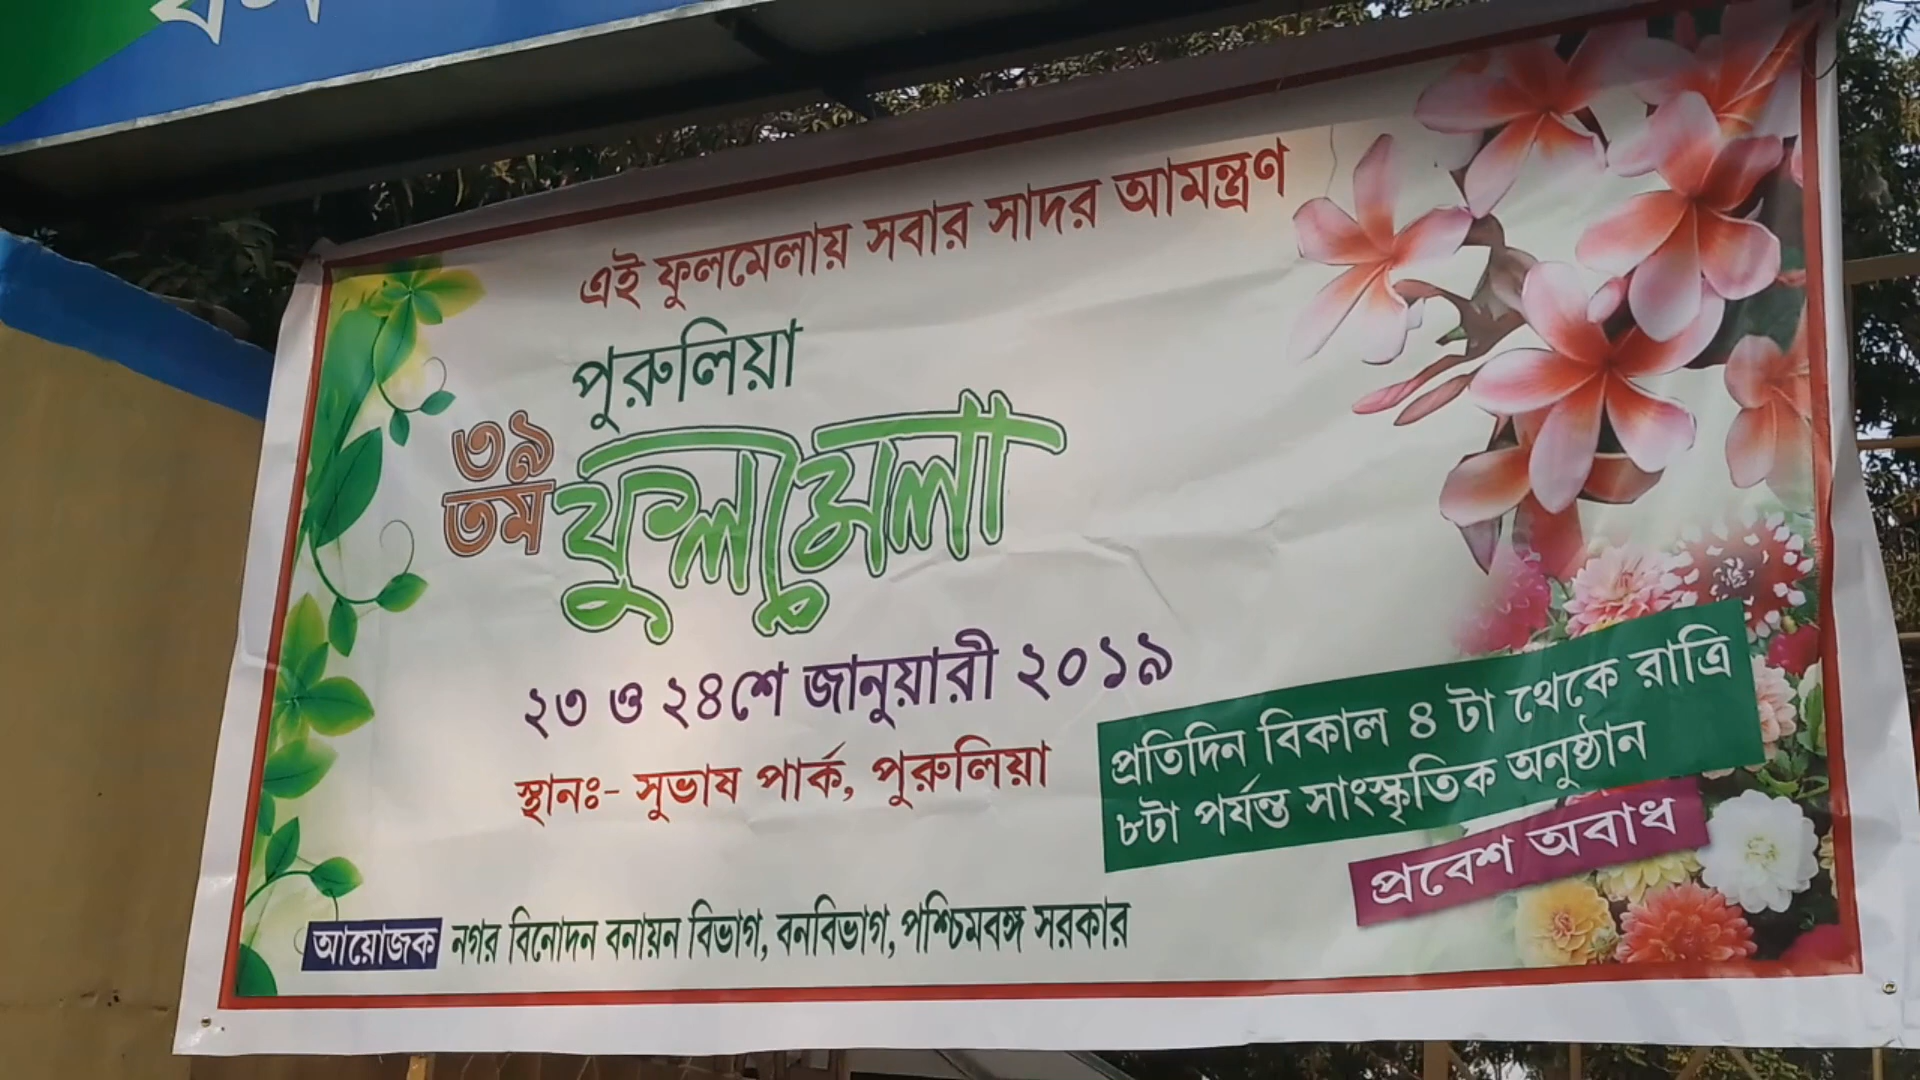 এই ফুলমেলায় সবার সাদর আমন্ত্রণ
পুরুলিয়া
৩৯
তম
ফুলমেলা
২৩ ও ২৪শে জানুয়ারী ২০১৯
স্থানঃ- সুভাষ পার্ক, পুরুলিয়া
প্রতিদিন বিকাল ৪ টা থেকে রাত্রি
৮টা পর্যন্ত সাংস্কৃতিক অনুষ্ঠান
প্রবেশ অবাধ
আয়োজক নগর বিনোদন বনায়ন বিভাগ, বনবিভাগ, পশ্চিমবঙ্গ সরকার